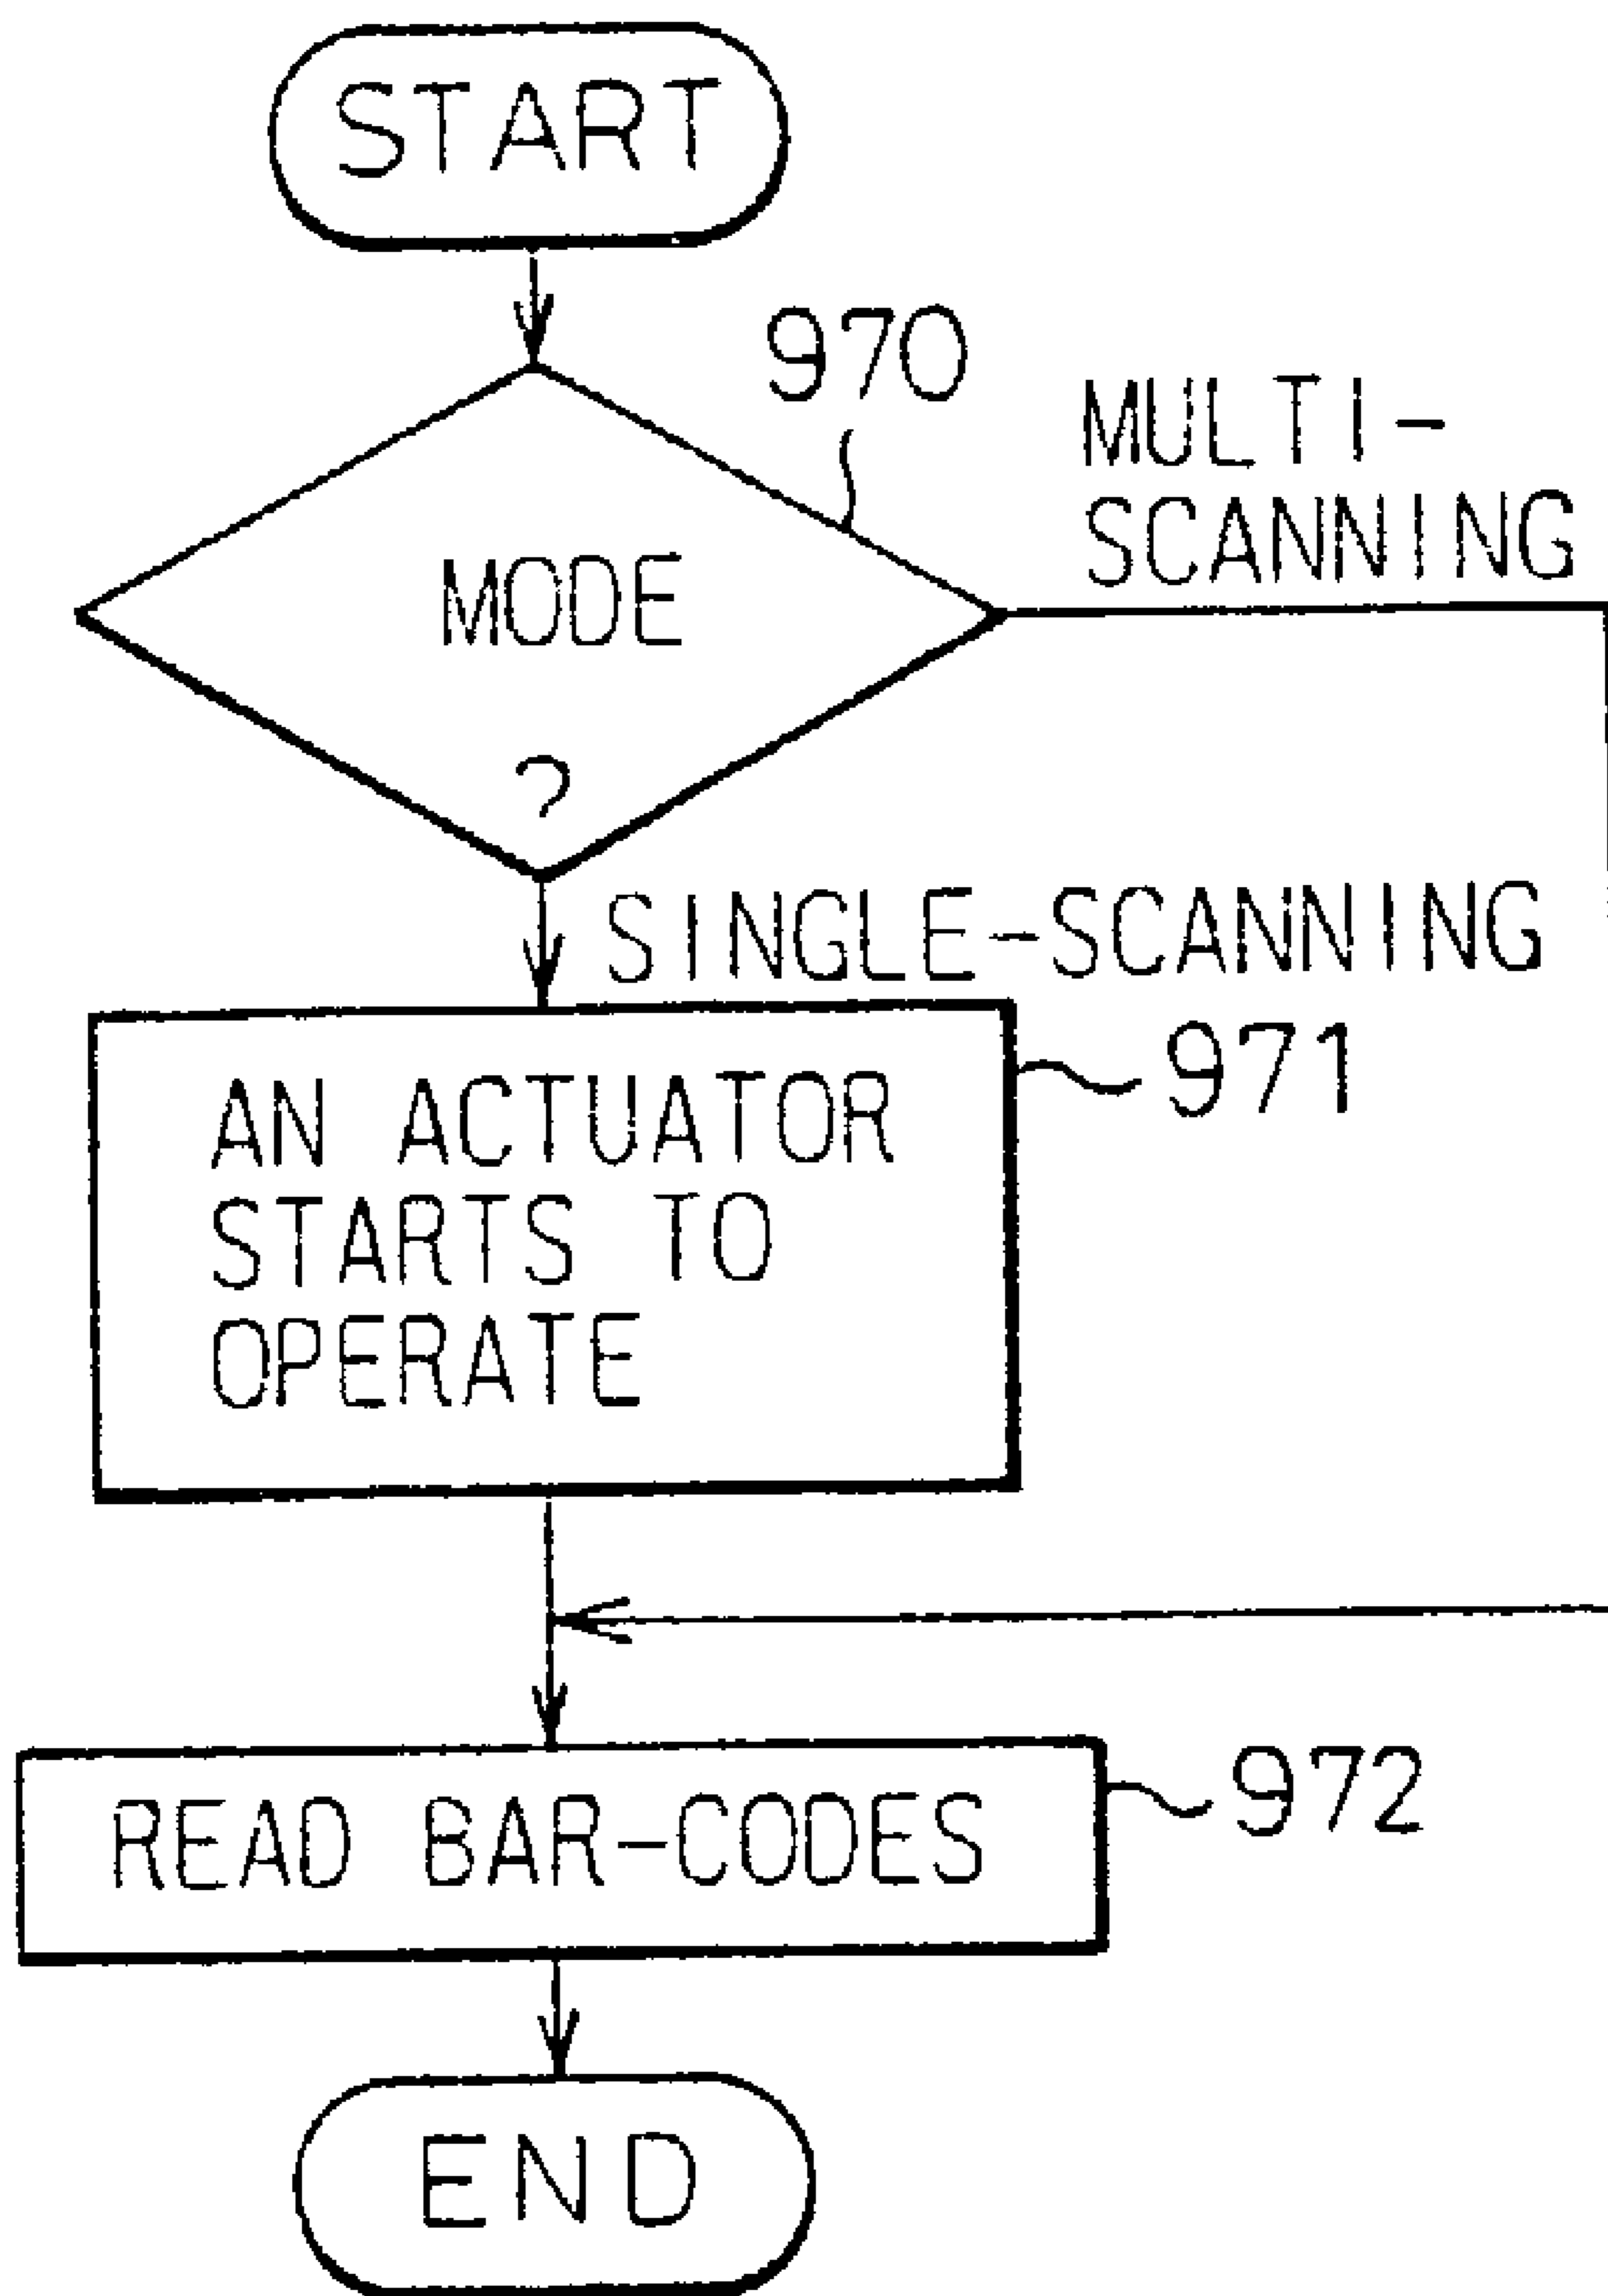 START
970
MULTI-
SCANNING
MODE
?
SINGLE-SCANNING
971
AN ACTUATOR
STARTS TO
OPERATE
READ BAR-CODES
972
END